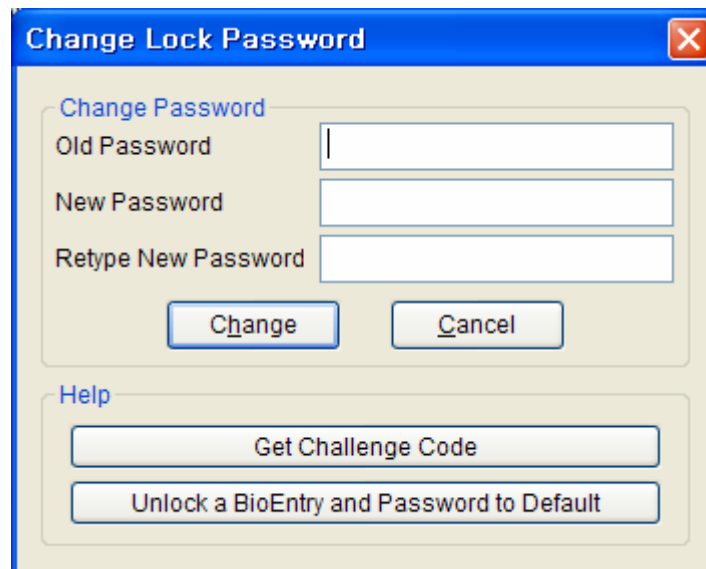 Change Lock Password
Change Password
Old Password
New Password
Retype New Password
Change
Cancel
Help
Get Challenge Code
Unlock a BioEntry and Password to Default